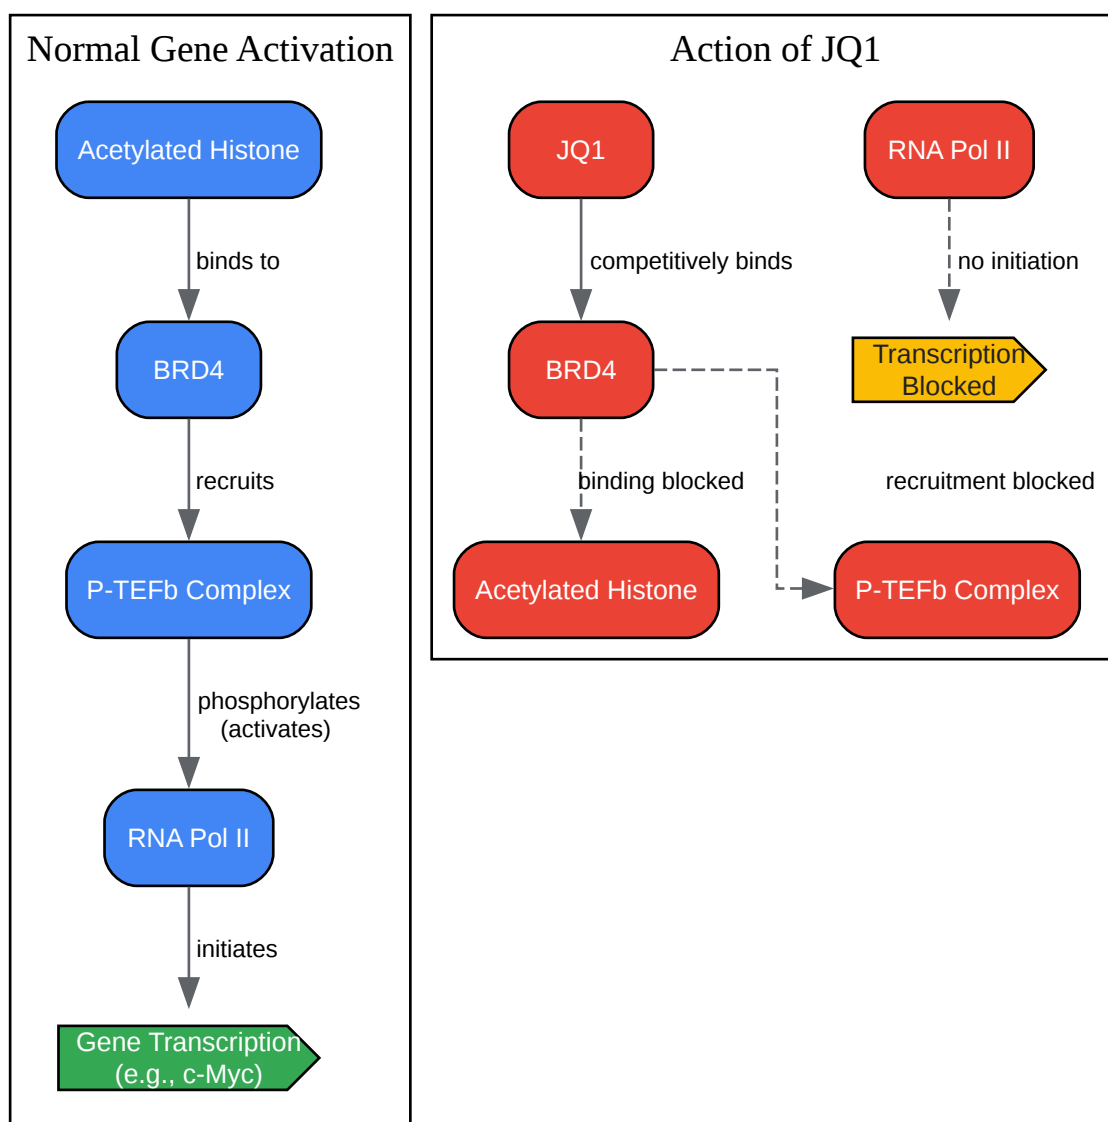 Normal Gene Activation
Acetylated Histone
binds to
BRD4
recruits
P-TEFb Complex
phosphorylates
(activates)
RNA Pol II
initiates
Gene Transcription
(e.g., c-Myc)
Action of JQ1
JQ1
RNA Pol II
competitively binds
no initiation
BRD4
Transcription
Blocked
binding blocked
recruitment blocked
Acetylated Histone
P-TEFb Complex